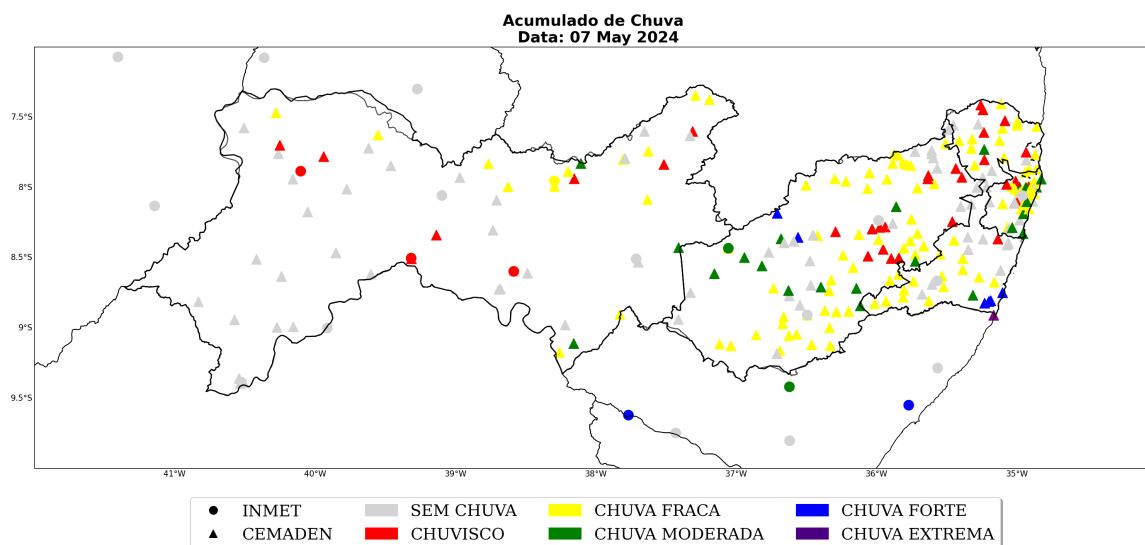 Acumulado de Chuva
Data: 07 May 2024
7.5°S
8°S
8.5°S
9°S
9.5°S
41°W 40°W 39°W 38°W 37°W 36°W 35°W
INMET SEM CHUVA CHUVA FRACA CHUVA FORTE
CEMADEN CHUVISCO CHUVA MODERADA CHUVA EXTREMA